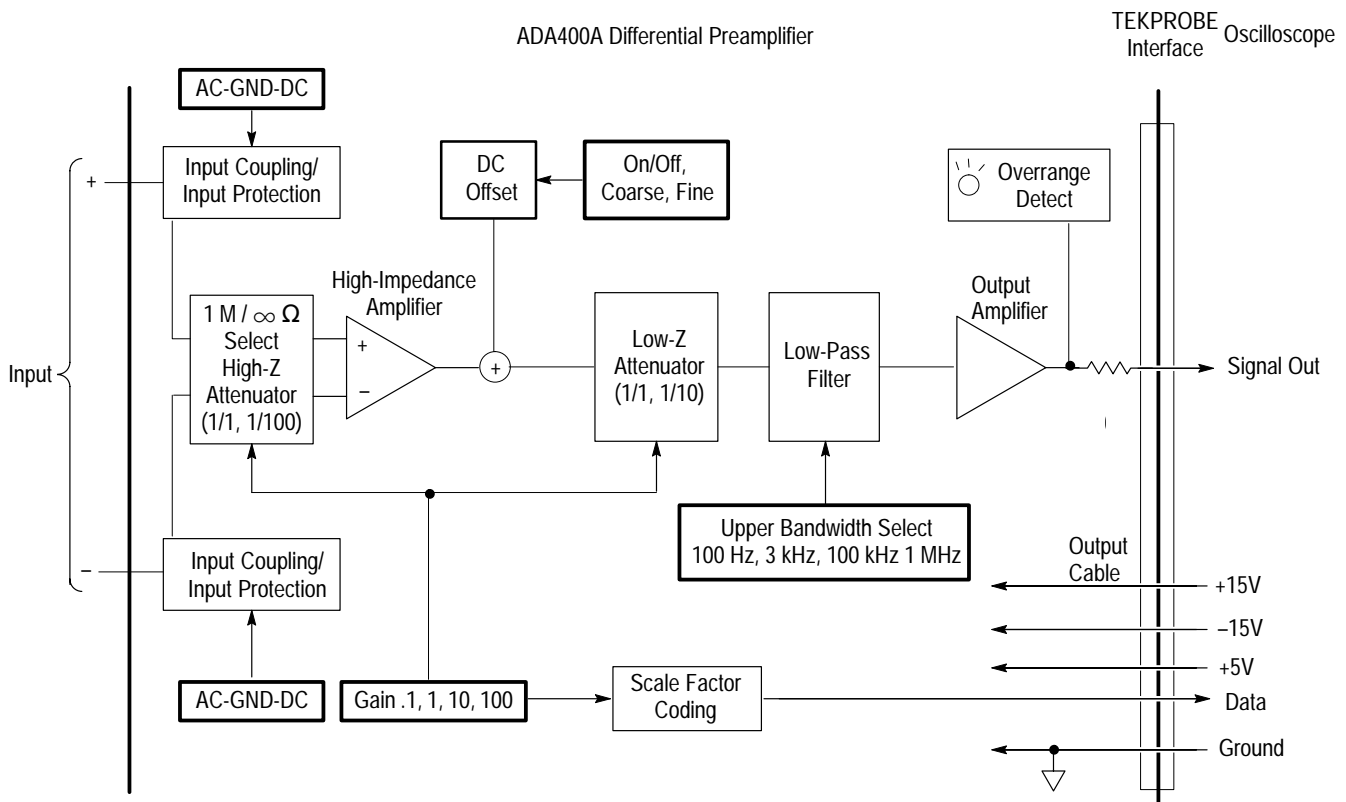 ADA400A Differential Preamplifier
TEKPROBE
Interface
Oscilloscope
AC-GND-DC
Input Coupling/
Input Protection
+
DC
Offset
On/Off,
Coarse, Fine
Overrange
Detect
High-Impedance
Amplifier
Output
Amplifier
1 M / ∞ Ω
Select
High-Z
Attenuator
(1/1, 1/100)
+
−
+
Low-Z
Attenuator
(1/1, 1/10)
Low-Pass
Filter
Signal Out
Input
Upper Bandwidth Select
100 Hz, 3 kHz, 100 kHz 1 MHz
−
Input Coupling/
Input Protection
Output
Cable
+15V
–15V
+5V
AC-GND-DC
Gain .1, 1, 10, 100
Scale Factor
Coding
Data
Ground